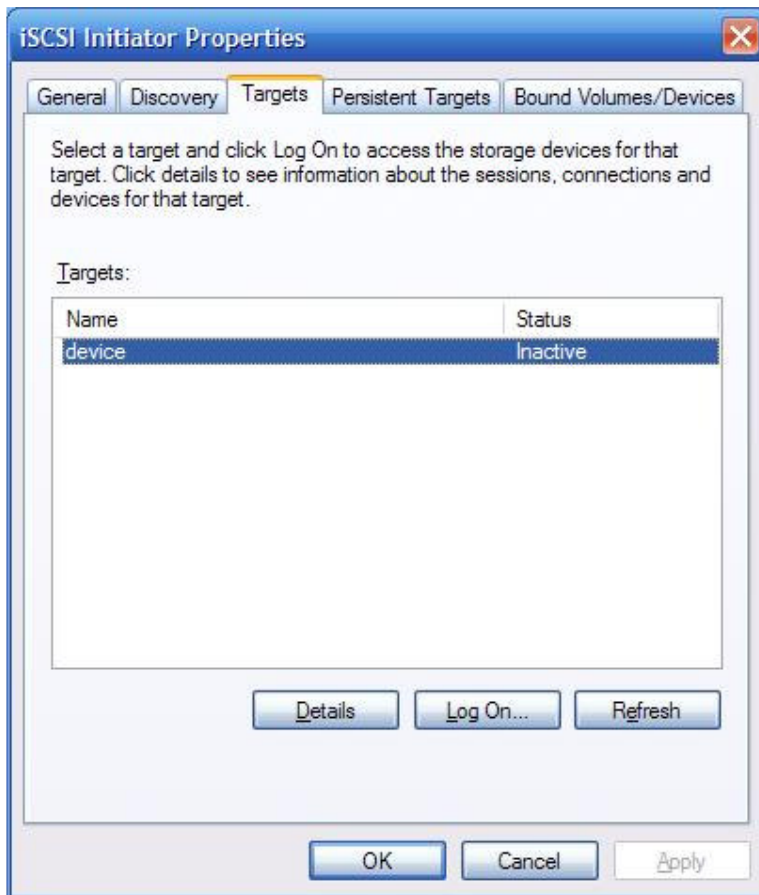 iSCSI Initiator Properties
General Discovery Targets Persistent Targets Bound Volumes/Devices
Select a target and click Log On to access the storage devices for that
target. Click details to see information about the sessions, connections and
devices for that target.
Targets:
Name Status
device Inactive
Details Log On... Refresh
OK Cancel Apply